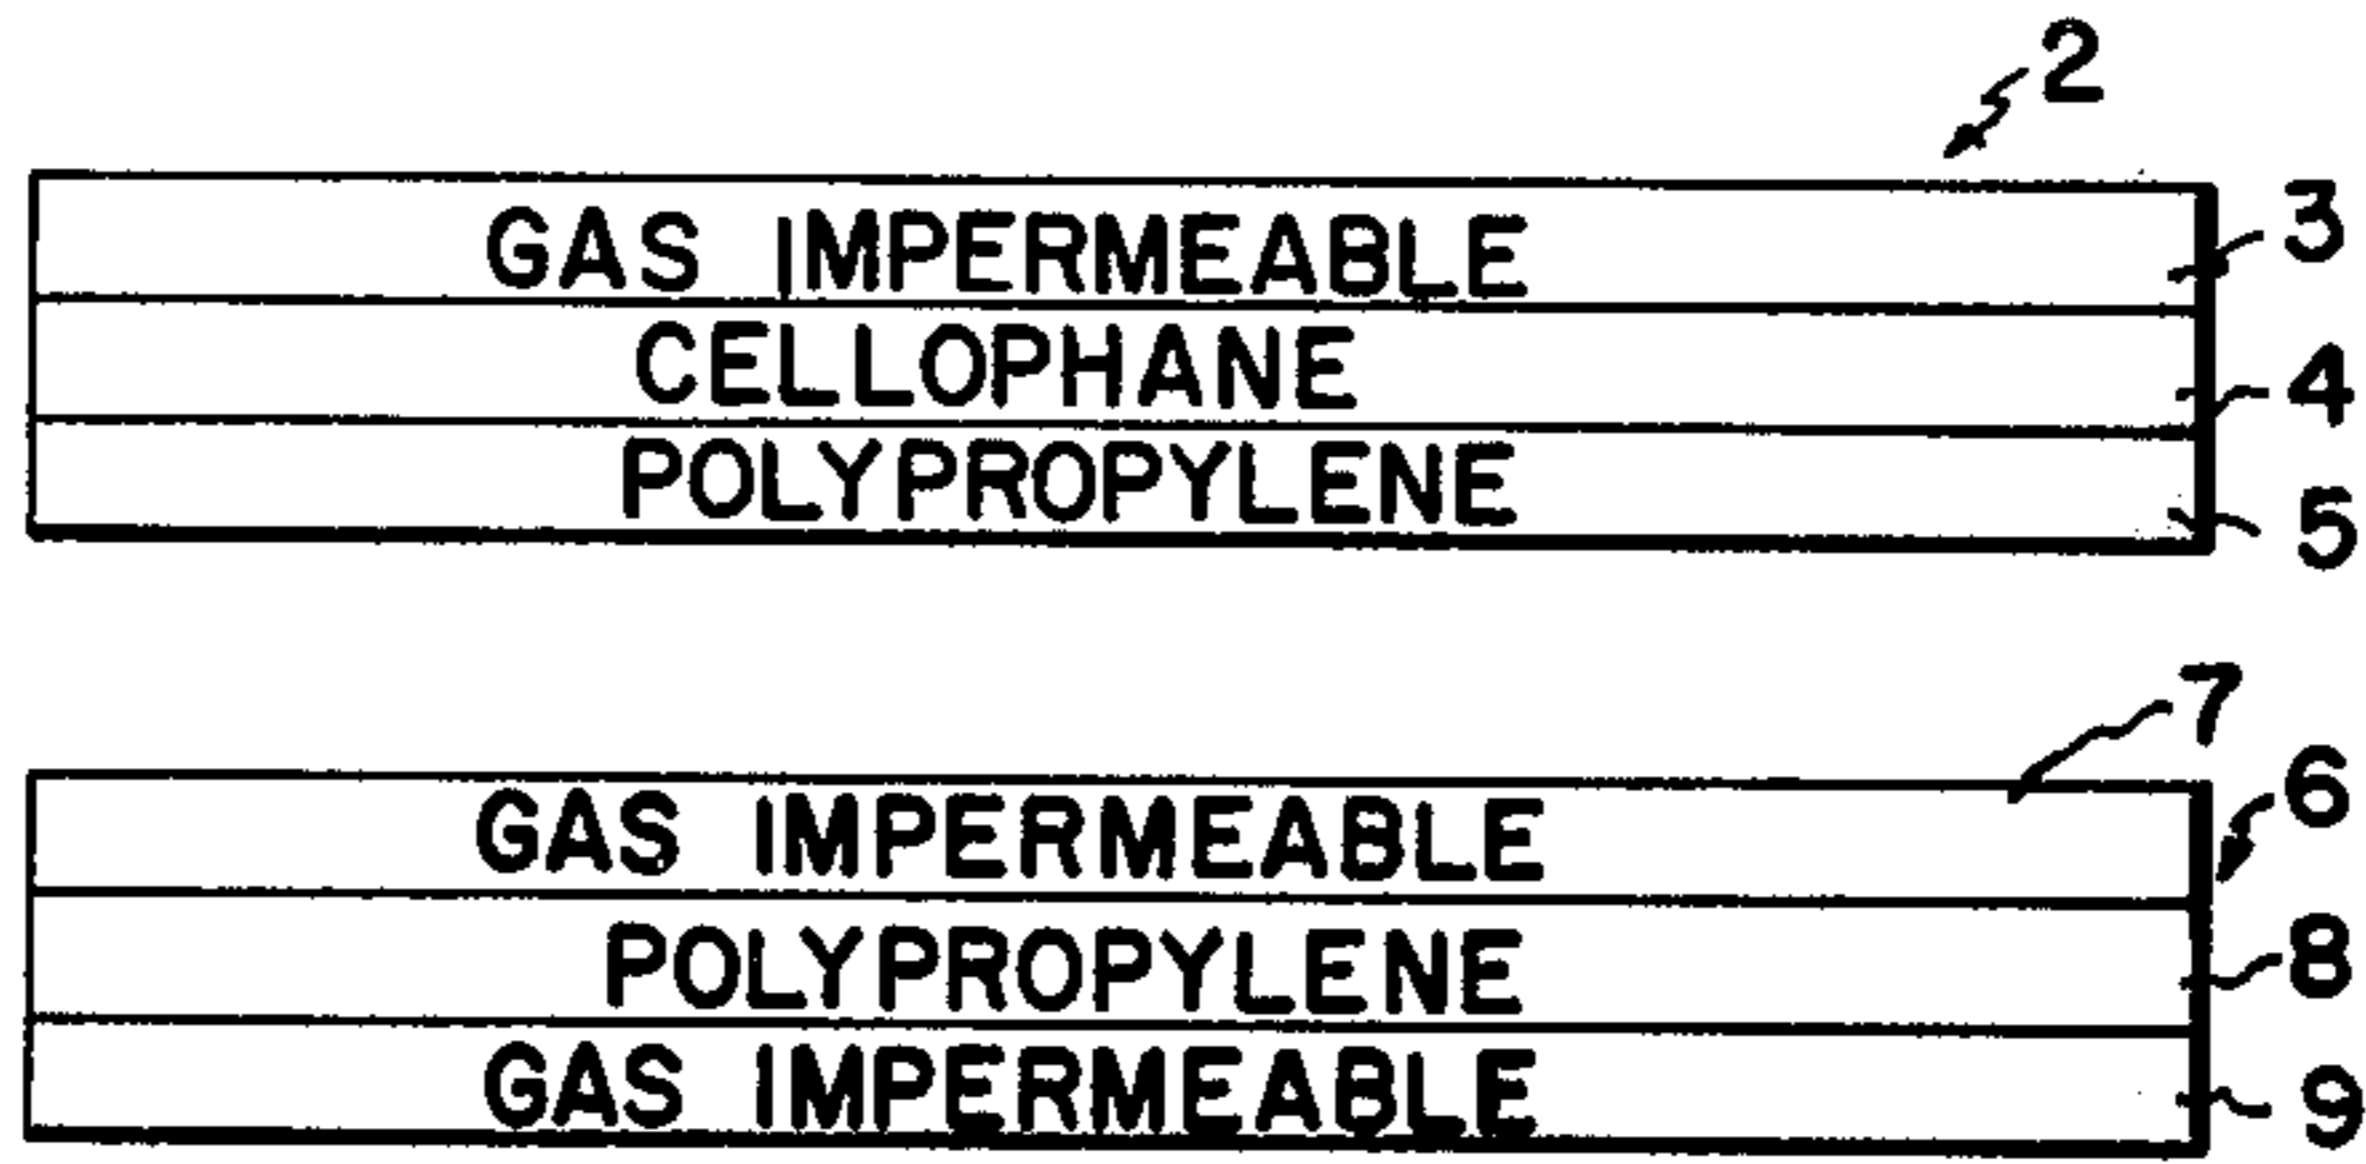 2
GAS IMPERMEABLE 3
CELLOPHANE 4
POLYPROPYLENE 5
7
6
GAS IMPERMEABLE
POLYPROPYLENE 8
GAS IMPERMEABLE 9